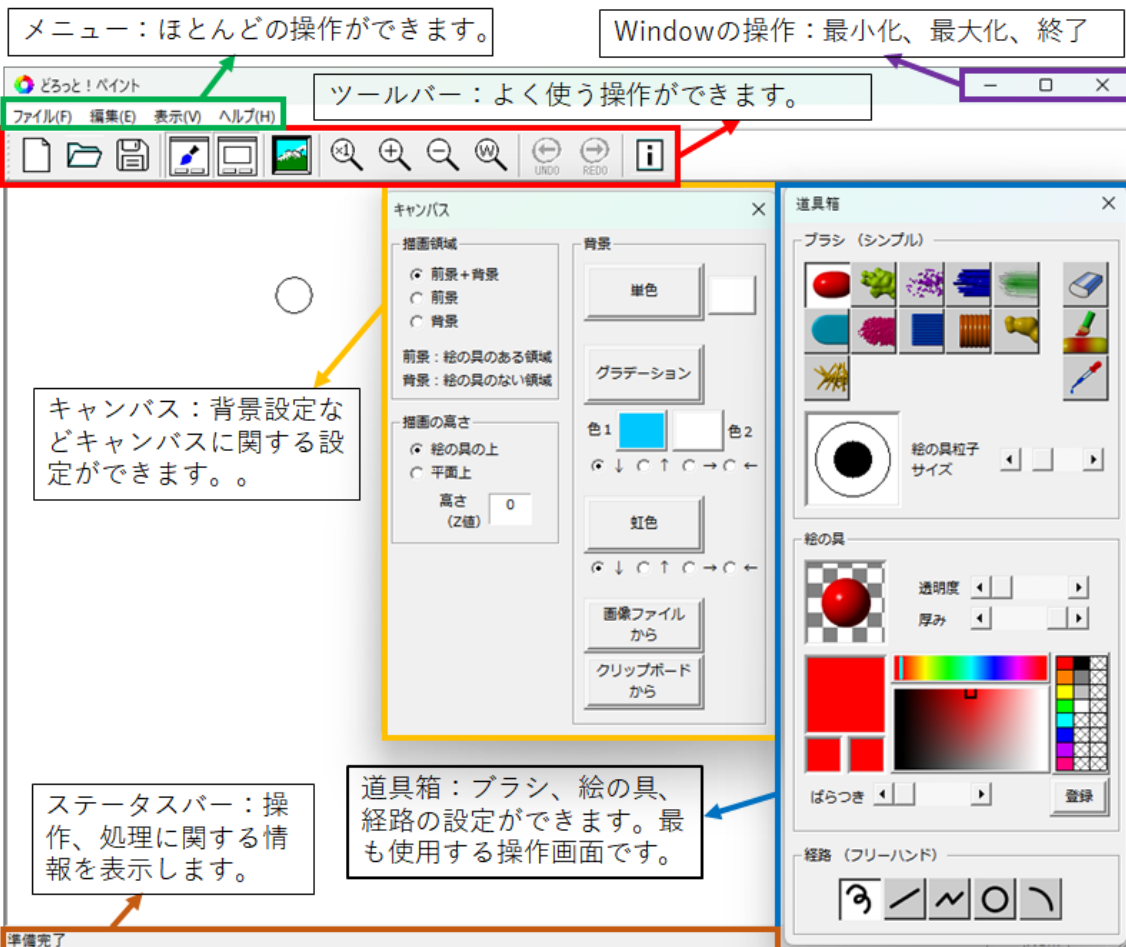 メニュー：ほとんどの操作ができます。
Windowの操作：最小化、最大化、終了
どろっと！ペイント
ツールバー：よく使う操作ができます。
ファイル(F) 編集(E) 表示(V) ヘルプ(H)
×1
W
UNDO
REDO
i
キャンバス
描画領域
前景＋背景
前景
背景
前景：絵の具のある領域
背景：絵の具のない領域
描画の高さ
絵の具の上
平面上
高さ
(Z値)
0
背景
単色
グラデーション
色1
色2
↓ ↑ → ←
虹色
↓ ↑ → ←
画像ファイル
から
クリップボード
から
キャンバス：背景設定な
どキャンバスに関する設
定ができます。。
道具箱
ブラシ （シンプル）
絵の具粒子
サイズ
絵の具
透明度
厚み
ばらつき
登録
経路 （フリーハンド）
道具箱：ブラシ、絵の具、
経路の設定ができます。最
も使用する操作画面です。
ステータスバー：操
作、処理に関する情
報を表示します。
準備完了